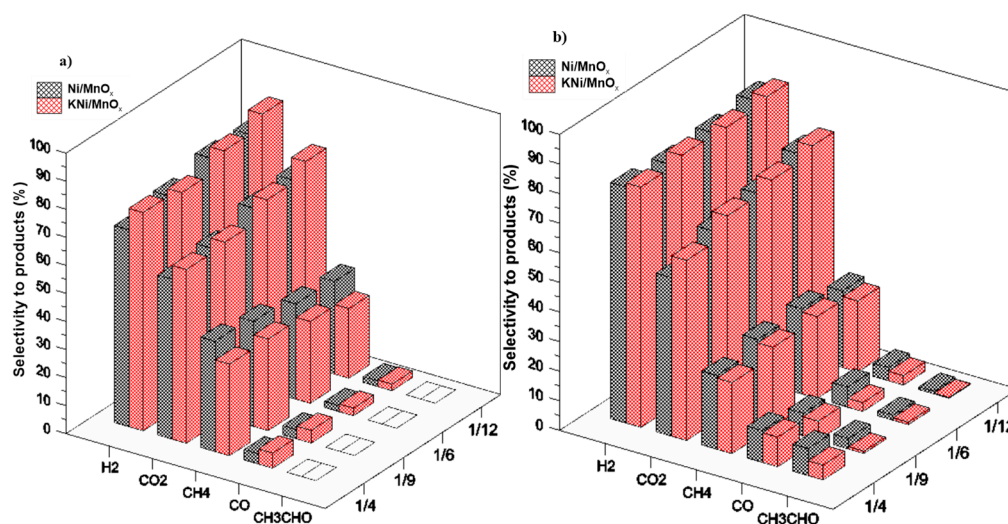 a)
Ni/MnOx
KNi/MnOx
Selectivity to products (%)
100
90
80
70
60
50
40
30
20
10
0
H2
CO2
CH4
CO
CH3CHO
1/4
1/9
1/6
1/12
b)
Ni/MnOx
KNi/MnOx
Selectivity to products (%)
100
90
80
70
60
50
40
30
20
10
0
H2
CO2
CH4
CO
CH3CHO
1/4
1/9
1/6
1/12